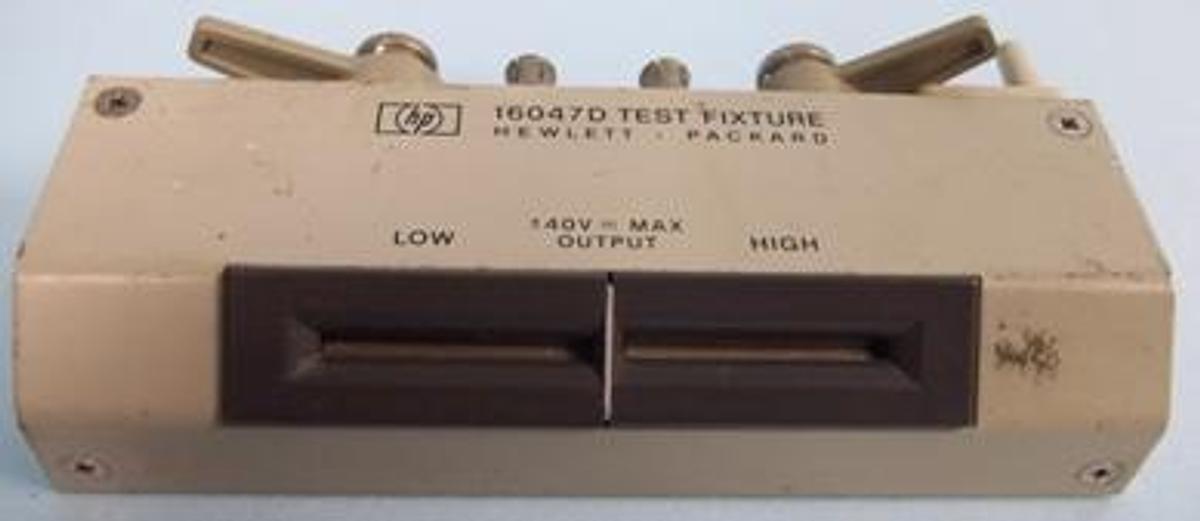 hp 16047D TEST FIXTURE
HEWLETT · PACKARD
LOW 140V ⎓ MAX HIGH
OUTPUT